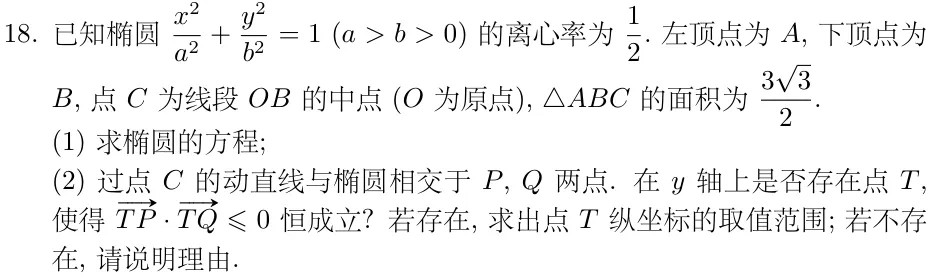 18. 已知椭圆 $\frac{x^2}{a^2} + \frac{y^2}{b^2} = 1\ (a > b > 0)$ 的离心率为 $\frac{1}{2}$. 左顶点为 $A$, 下顶点为
$B$, 点 $C$ 为线段 $OB$ 的中点 ($O$ 为原点), $\triangle ABC$ 的面积为 $\frac{3\sqrt{3}}{2}$.
(1) 求椭圆的方程;
(2) 过点 $C$ 的动直线与椭圆相交于 $P$, $Q$ 两点. 在 $y$ 轴上是否存在点 $T$,
使得 $\overrightarrow{TP} \cdot \overrightarrow{TQ} \leqslant 0$ 恒成立? 若存在, 求出点 $T$ 纵坐标的取值范围; 若不存
在, 请说明理由.